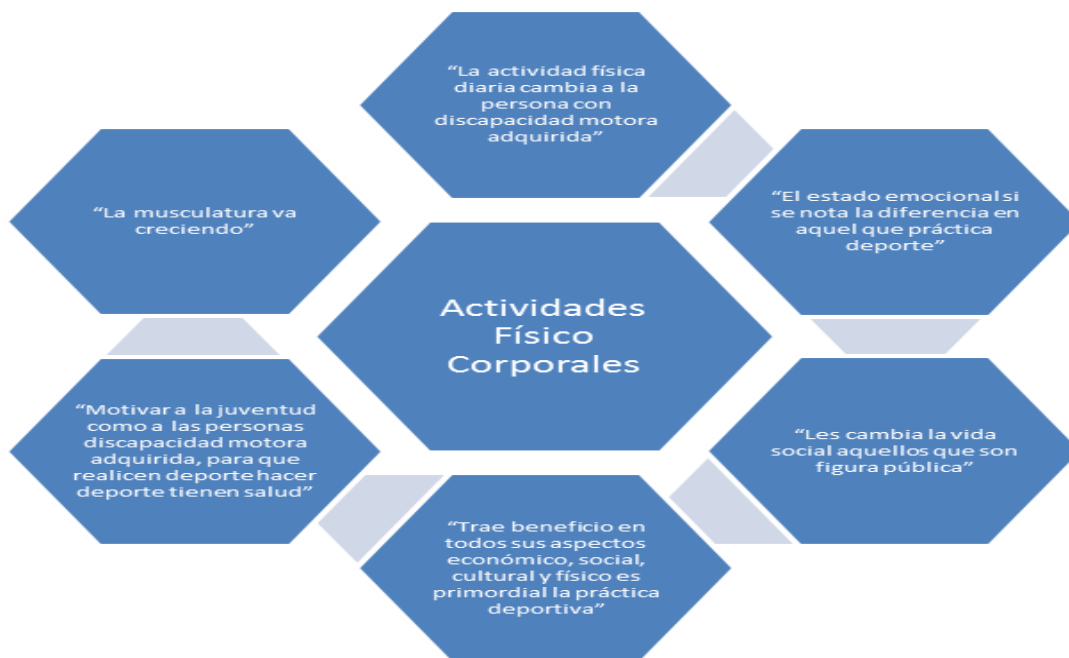 “La actividad física
diaria cambia a la
persona con
discapacidad motora
adquirida”
“El estado emocional si
se nota la diferencia en
aquel que práctica
deporte”
“Les cambia la vida
social aquellos que son
figura pública”
“Trae beneficio en
todos sus aspectos
económico, social,
cultural y físico es
primordial la práctica
deportiva”
“Motivar a la juventud
como a las personas
discapacidad motora
adquirida, para que
realicen deporte hacer
deporte tienen salud”
“La musculatura va
creciendo”
Actividades
Físico
Corporales